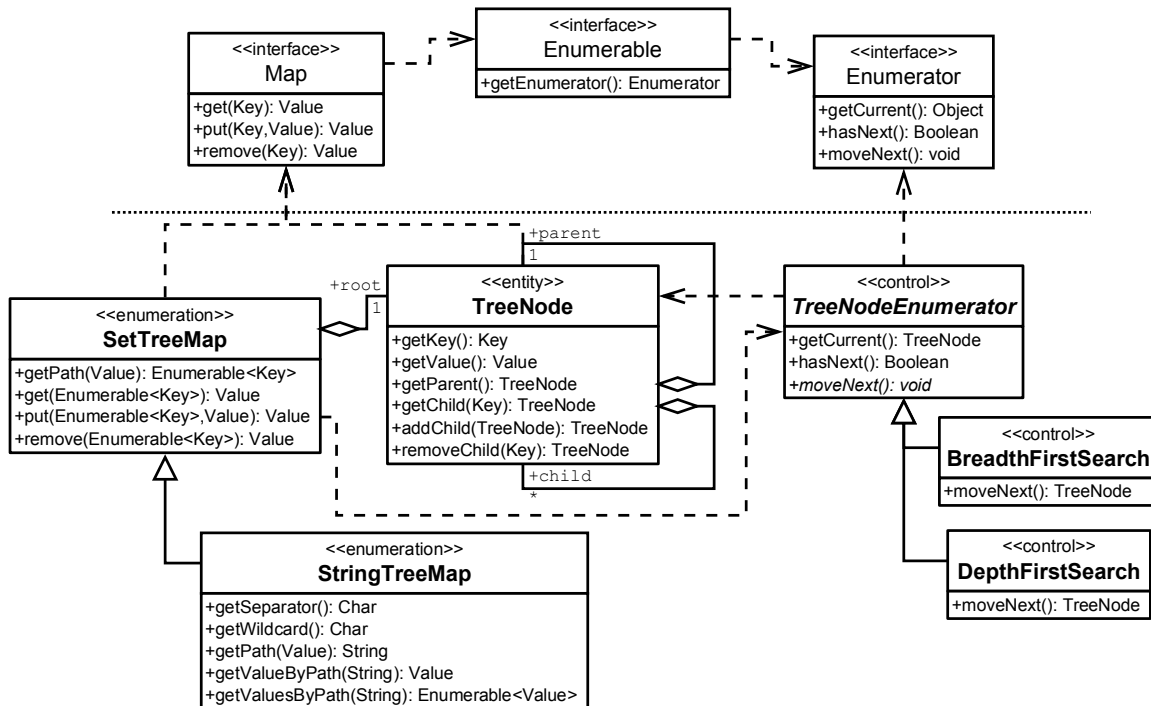 <<interface>>
Map
+get(Key): Value
+put(Key,Value): Value
+remove(Key): Value
<<interface>>
Enumerable
+getEnumerator(): Enumerator
<<interface>>
Enumerator
+getCurrent(): Object
+hasNext(): Boolean
+moveNext(): void
<<enumeration>>
SetTreeMap
+getPath(Value): Enumerable<Key>
+get(Enumerable<Key>): Value
+put(Enumerable<Key>,Value): Value
+remove(Enumerable<Key>): Value
+root
1
+parent
1
<<entity>>
TreeNode
+getKey(): Key
+getValue(): Value
+getParent(): TreeNode
+getChild(Key): TreeNode
+addChild(TreeNode): TreeNode
+removeChild(Key): TreeNode
+child
*
<<control>>
TreeNodeEnumerator
+getCurrent(): TreeNode
+hasNext(): Boolean
+moveNext(): void
<<control>>
BreadthFirstSearch
+moveNext(): TreeNode
<<control>>
DepthFirstSearch
+moveNext(): TreeNode
<<enumeration>>
StringTreeMap
+getSeparator(): Char
+getWildcard(): Char
+getPath(Value): String
+getValueByPath(String): Value
+getValuesByPath(String): Enumerable<Value>